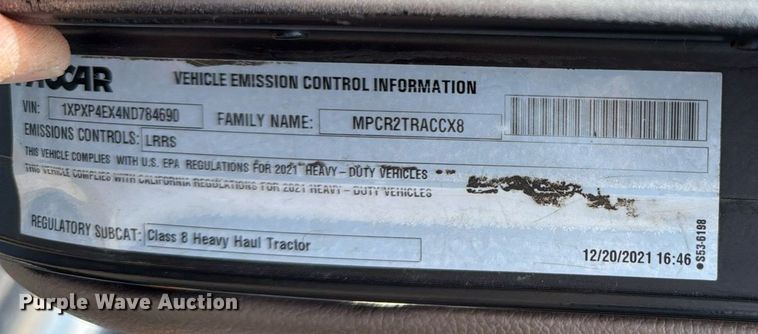 VEHICLE EMISSION CONTROL INFORMATION
VIN: 1XPXP4EX4ND784690 FAMILY NAME: MPCR2TRACCX8
EMISSIONS CONTROLS: LRRS
THIS VEHICLE COMPLIES WITH U.S. EPA REGULATIONS FOR 2021 HEAVY-DUTY VEHICLES
THIS VEHICLE COMPLIES WITH CALIFORNIA REGULATIONS FOR 2021 HEAVY-DUTY VEHICLES
REGULATORY SUBCAT: Class 8 Heavy Haul Tractor
12/20/2021 16:46
S53-6198
Purple Wave Auction